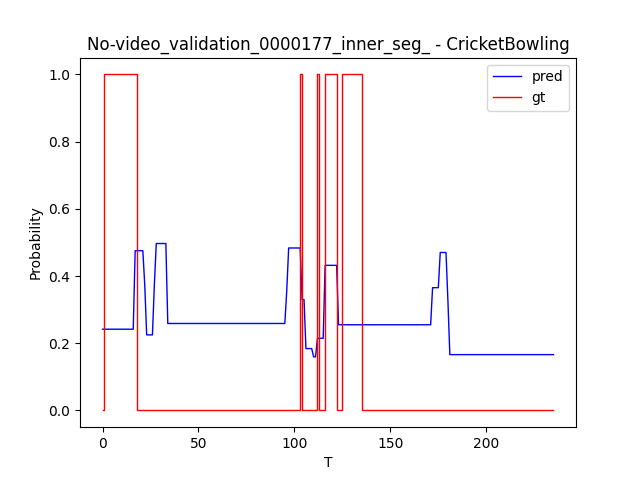 No-video_validation_0000177_inner_seg_ - CricketBowling
pred
gt
1.0
0.8
0.6
0.4
0.2
0.0
Probability
0
50
100
150
200
T